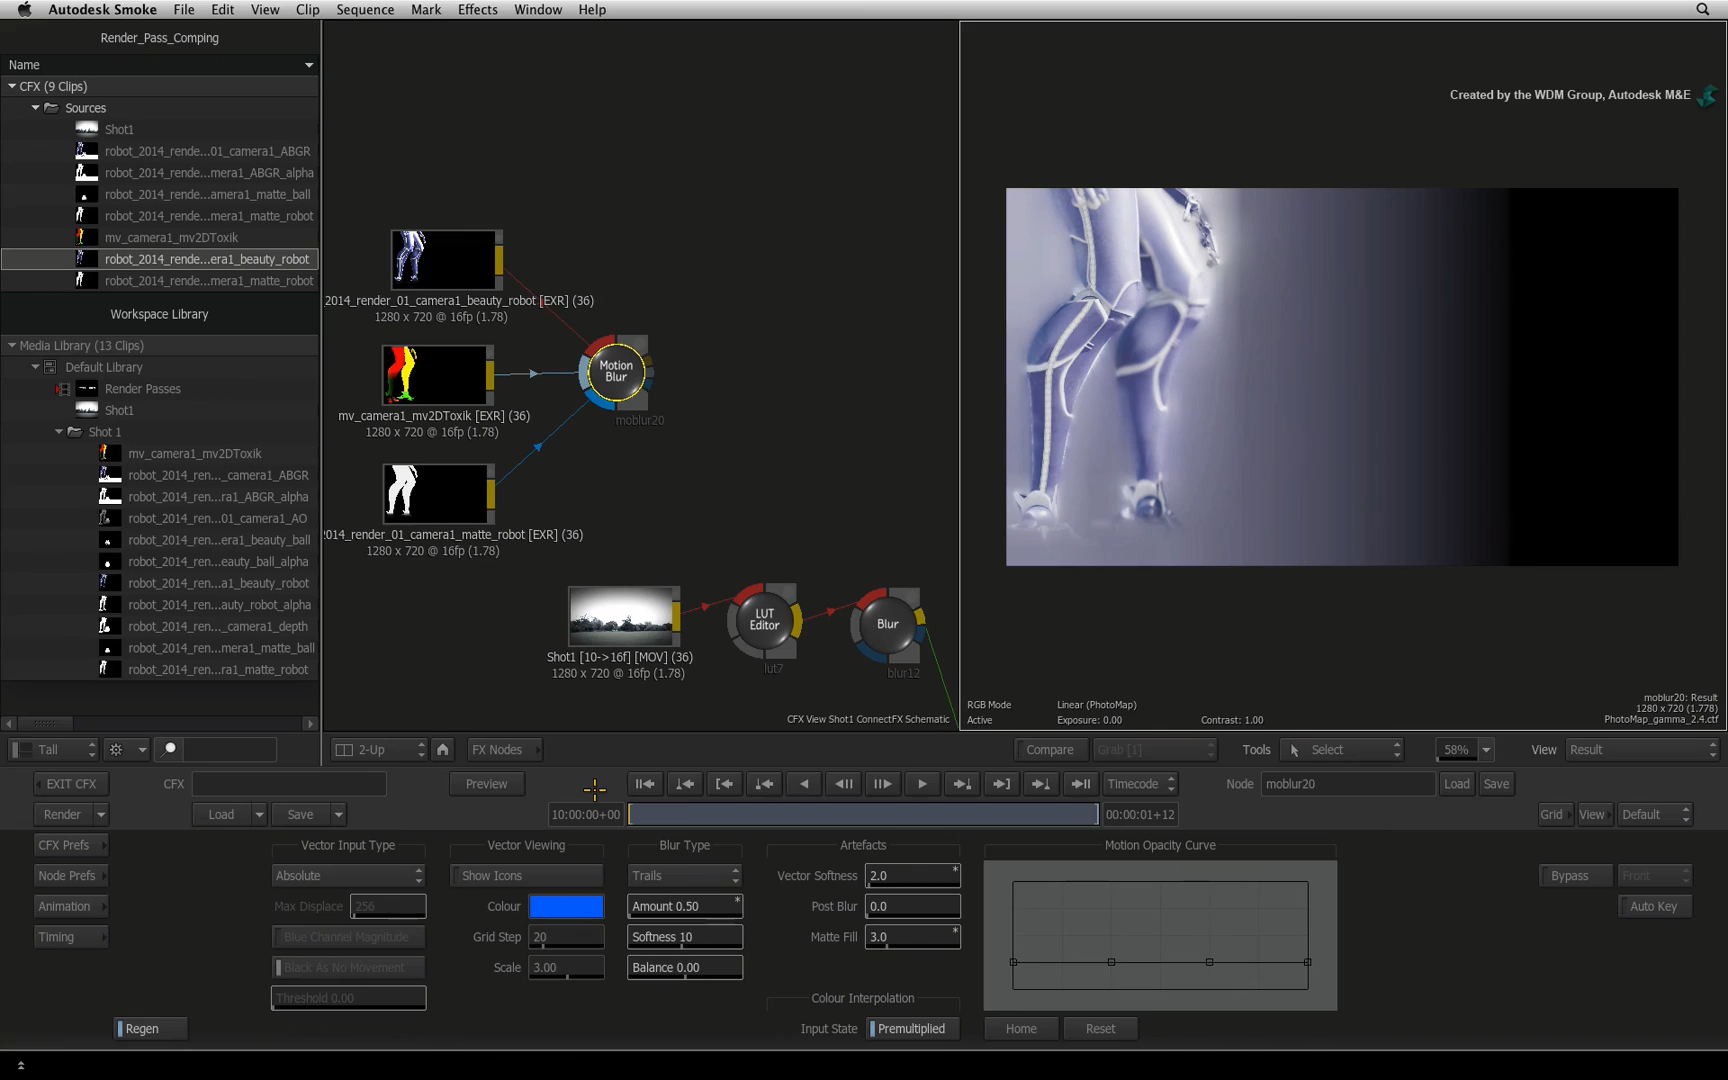 Autodesk Smoke File Edit View Clip Sequence Mark Effects Window Help
Render_Pass_Comping
Name
CFX (9 Clips)
Sources
Shot1
robot_2014_rende...01_camera1_ABGR
robot_2014_rende...mera1_ABGR_alpha
robot_2014_rende...amera1_matte_ball
robot_2014_rende...mera1_matte_robot
mv_camera1_mv2DToxik
robot_2014_rende...era1_beauty_robot
robot_2014_rende...mera1_matte_robot
Workspace Library
Media Library (13 Clips)
Default Library
Render Passes
Shot1
Shot 1
mv_camera1_mv2DToxik
robot_2014_ren..._camera1_ABGR
robot_2014_ren...ra1_ABGR_alpha
robot_2014_ren...01_camera1_AO
robot_2014_ren...era1_beauty_ball
robot_2014_ren...eauty_ball_alpha
robot_2014_ren...a1_beauty_robot
robot_2014_ren...auty_robot_alpha
robot_2014_ren..._camera1_depth
robot_2014_ren...mera1_matte_ball
robot_2014_ren...ra1_matte_robot
2014_render_01_camera1_beauty_robot [EXR] (36)
1280 x 720 @ 16fp (1.78)
Motion
Blur
moblur20
mv_camera1_mv2DToxik [EXR] (36)
1280 x 720 @ 16fp (1.78)
2014_render_01_camera1_matte_robot [EXR] (36)
1280 x 720 @ 16fp (1.78)
LUT
Editor
lut7
Blur
blur12
Shot1 [10->16f] [MOV] (36)
1280 x 720 @ 16fp (1.78)
CFX View Shot1 ConnectFX Schematic
Created by the WDM Group, Autodesk M&E
RGB Mode Linear (PhotoMap)
Active Exposure: 0.00 Contrast: 1.00
moblur20: Result
1280 x 720 (1.778)
PhotoMap_gamma_2.4.ctf
Tall 2-Up FX Nodes Compare Grab [1] Tools Select 58% View Result
EXIT CFX CFX Preview Timecode Node moblur20 Load Save
Render Load Save 10:00:00+00 00:00:01+12 Grid View Default
CFX Prefs Vector Input Type Vector Viewing Blur Type Artefacts Motion Opacity Curve
Node Prefs Absolute Show Icons Trails Vector Softness 2.0 * Bypass Front
Animation Max Displace 256 Colour Amount 0.50 * Post Blur 0.0 Auto Key
Timing Blue Channel Magnitude Grid Step 20 Softness 10 Matte Fill 3.0 *
Black As No Movement Scale 3.00 Balance 0.00
Threshold 0.00 Colour Interpolation
Regen Input State Premultiplied Home Reset